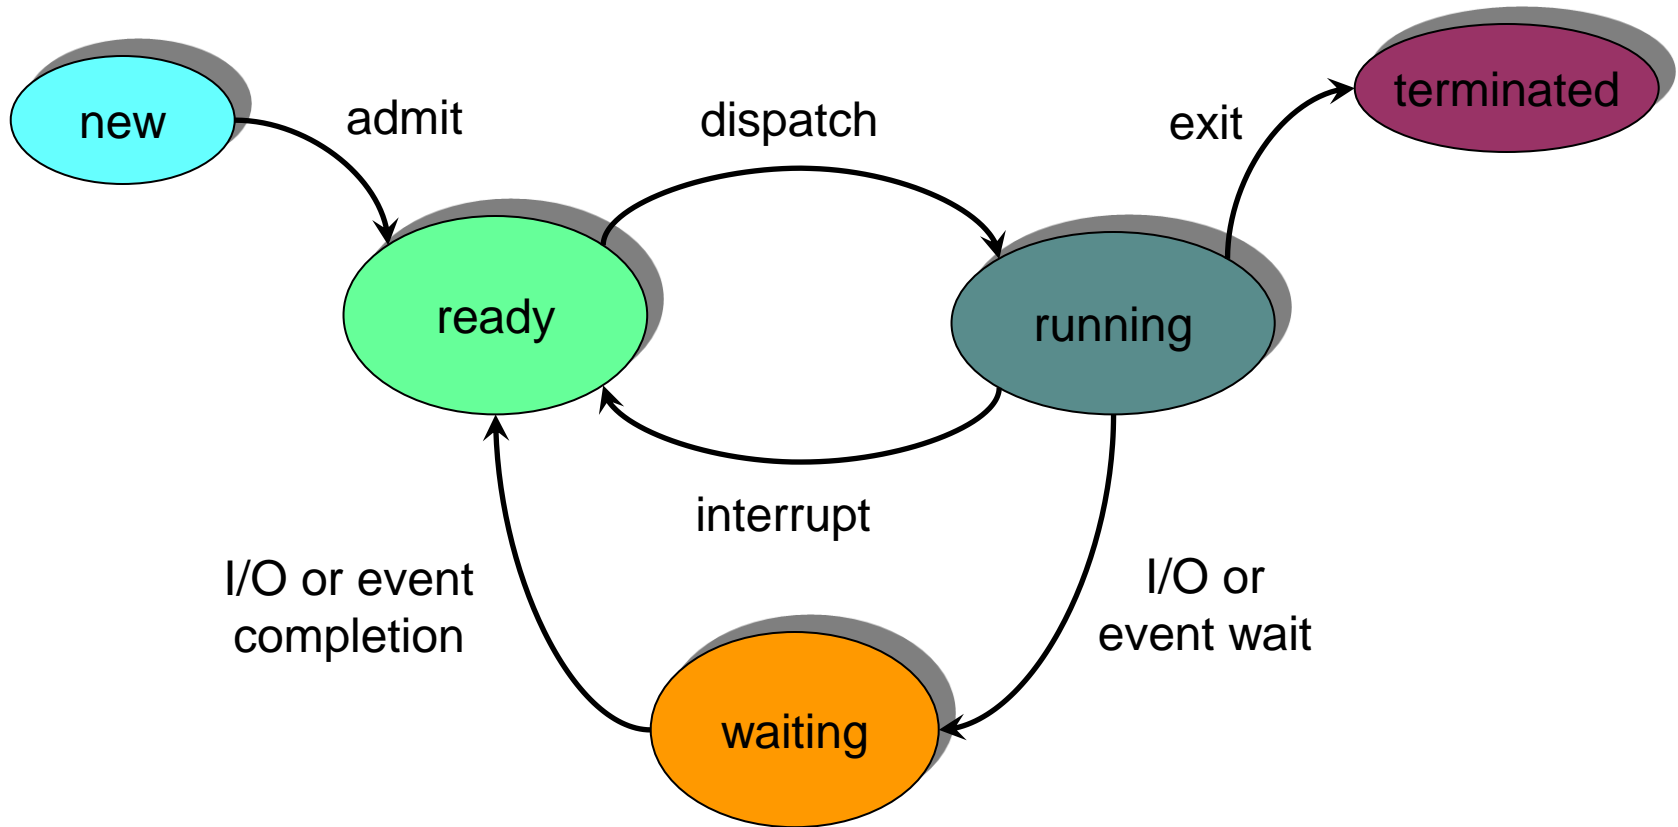 new
admit
dispatch
exit
terminated
ready
running
interrupt
I/O or event
completion
I/O or
event wait
waiting